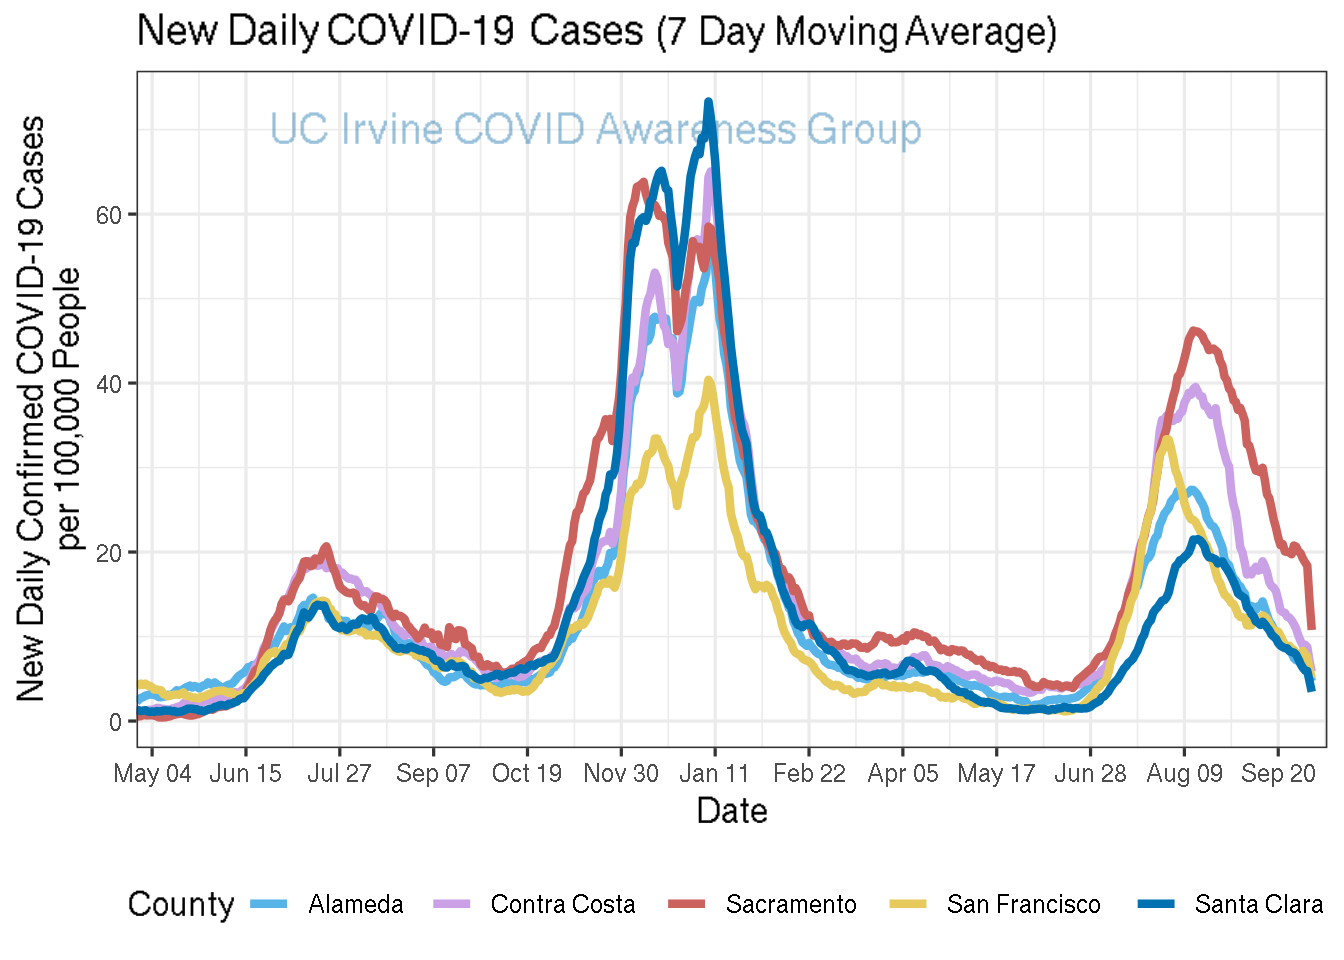 New Daily COVID-19 Cases (7 Day Moving Average)
UC Irvine COVID Awareness Group
New Daily Confirmed COVID-19 Cases
per 100,000 People
60
40
20
0
May 04 Jun 15 Jul 27 Sep 07 Oct 19 Nov 30 Jan 11 Feb 22 Apr 05 May 17 Jun 28 Aug 09 Sep 20
Date
County Alameda Contra Costa Sacramento San Francisco Santa Clara